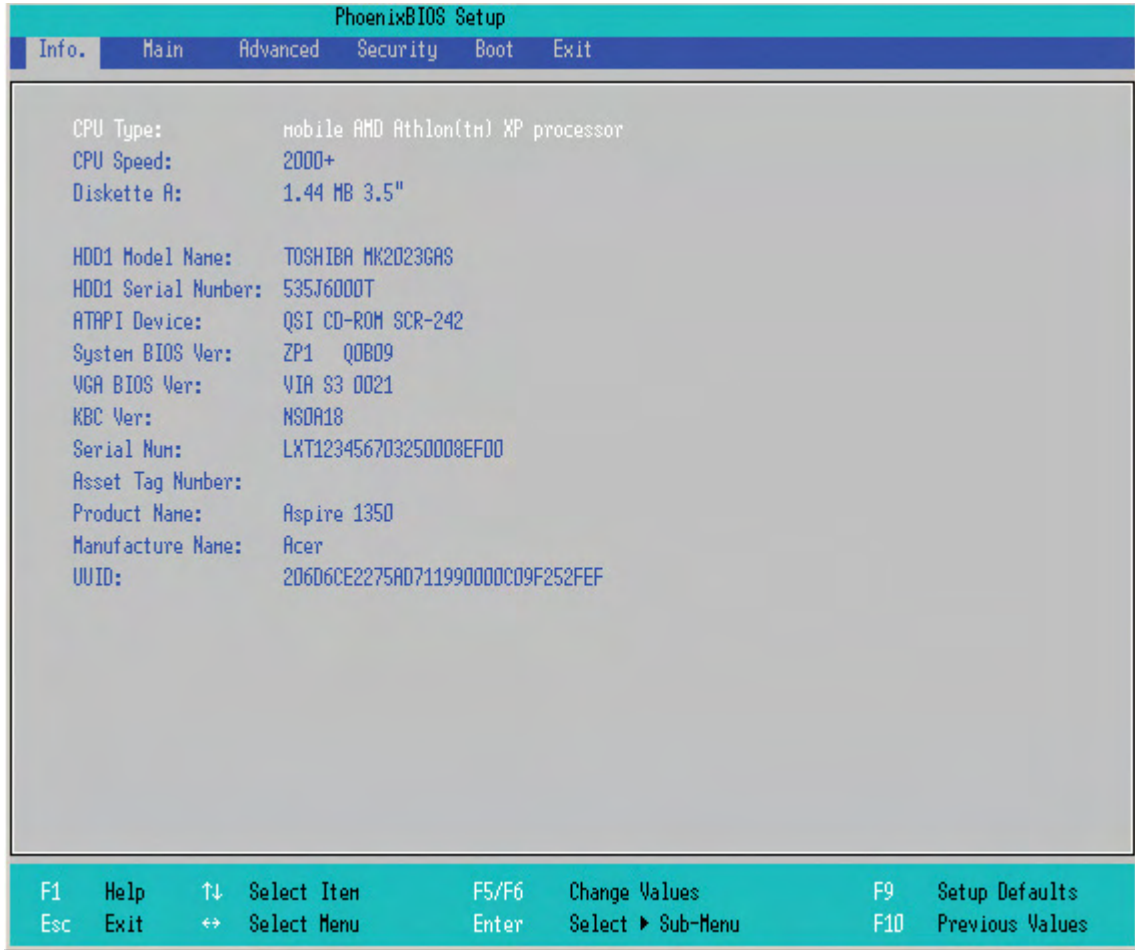 PhoenixBIOS Setup
Info. Main Advanced Security Boot Exit
CPU Type: mobile AMD Athlon(tm) XP processor
CPU Speed: 2000+
Diskette A: 1.44 MB 3.5"
HDD1 Model Name: TOSHIBA MK2023GAS
HDD1 Serial Number: 535J6000T
ATAPI Device: QSI CD-ROM SCR-242
System BIOS Ver: ZP1 Q0B09
VGA BIOS Ver: VIA S3 0021
KBC Ver: NS0A18
Serial Num: LXT123456703250008EF00
Asset Tag Number:
Product Name: Aspire 1350
Manufacture Name: Acer
UUID: 206D6CE2275AD711990000C09F252FEF
F1 Help ↑↓ Select Item F5/F6 Change Values F9 Setup Defaults
Esc Exit ↔ Select Menu Enter Select ▶ Sub-Menu F10 Previous Values